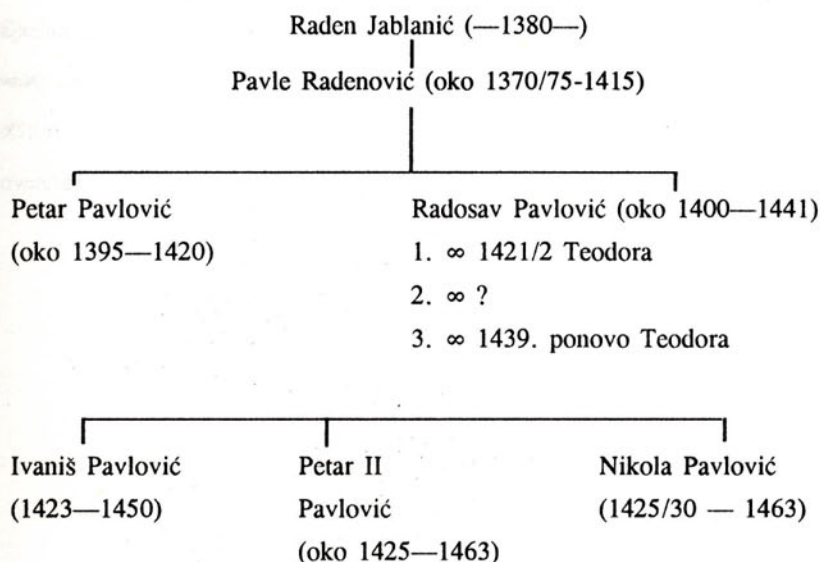 Raden Jablanić (—1380—)
Pavle Radenović (oko 1370/75-1415)
Petar Pavlović
(oko 1395—1420)
Radosav Pavlović (oko 1400—1441)
1. ∞ 1421/2 Teodora
2. ∞ ?
3. ∞ 1439. ponovo Teodora
Ivaniš Pavlović
(1423—1450)
Petar II
Pavlović
(oko 1425—1463)
Nikola Pavlović
(1425/30 — 1463)